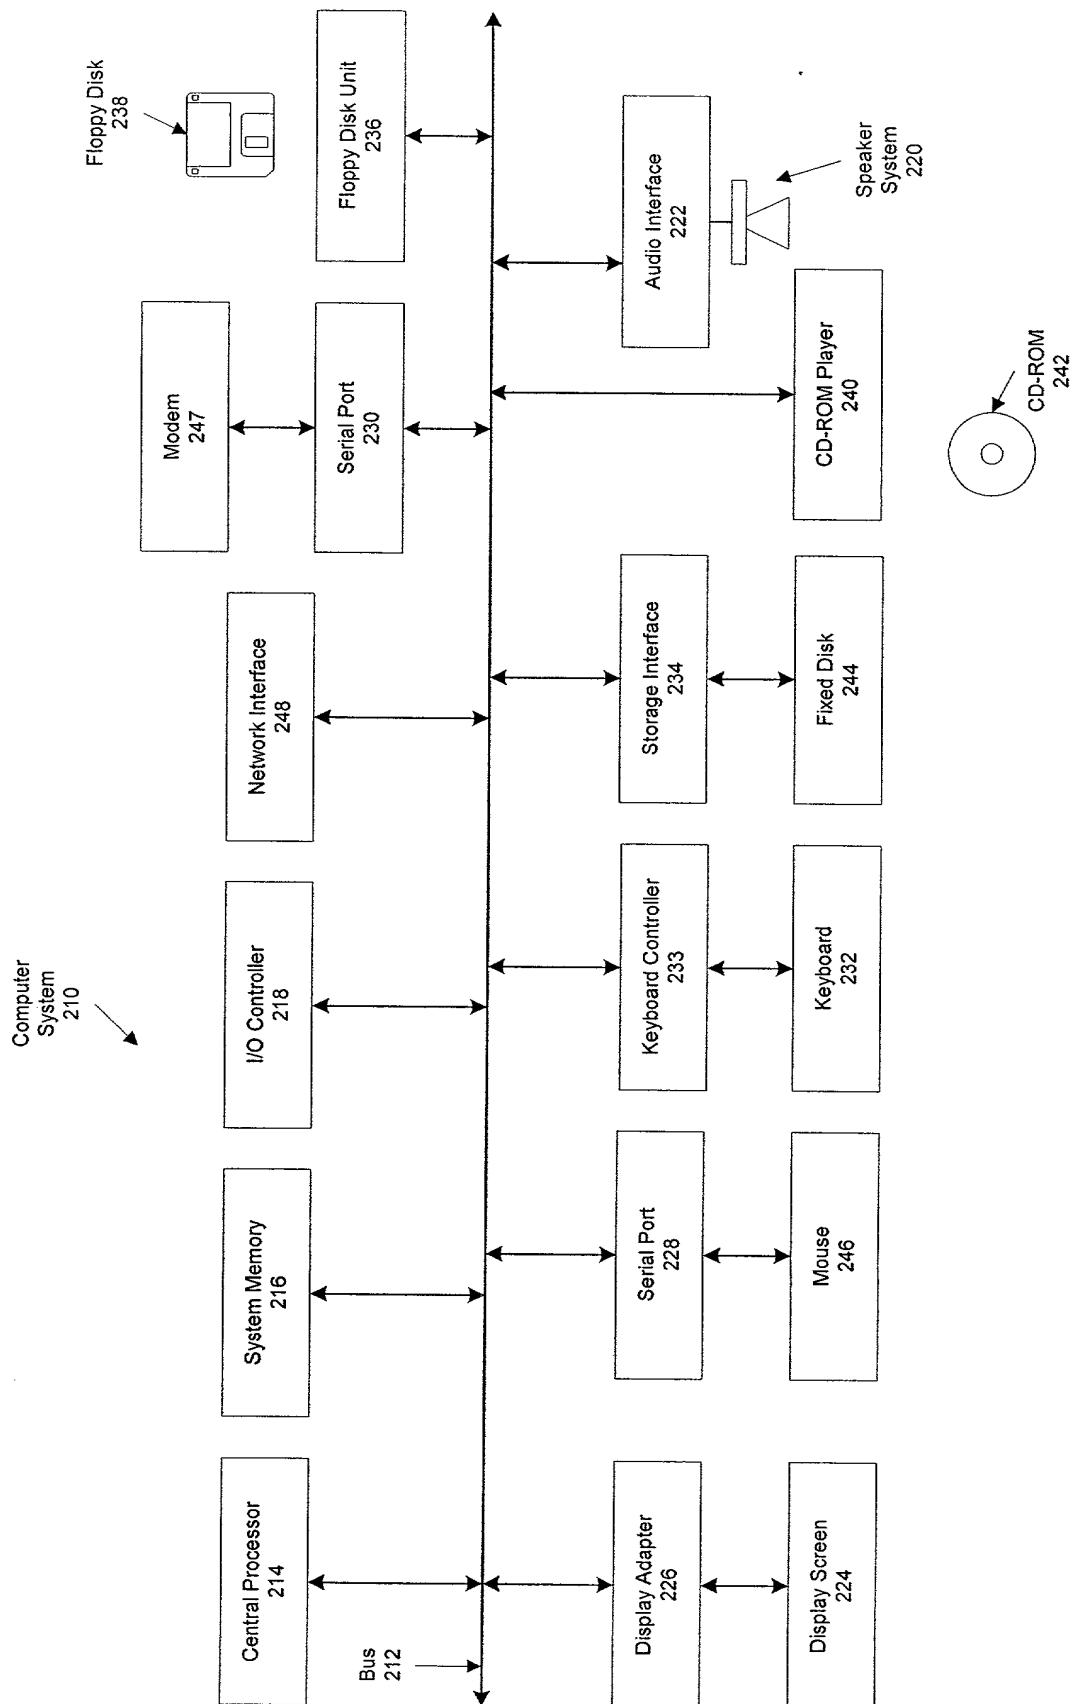 Computer
System
210
Floppy Disk
238
Modem
247
Central Processor
214
System Memory
216
I/O Controller
218
Network Interface
248
Serial Port
230
Floppy Disk Unit
236
Bus
212
Display Adapter
226
Serial Port
228
Keyboard Controller
233
Storage Interface
234
Audio Interface
222
Display Screen
224
Mouse
246
Keyboard
232
Fixed Disk
244
CD-ROM Player
240
Speaker
System
220
CD-ROM
242